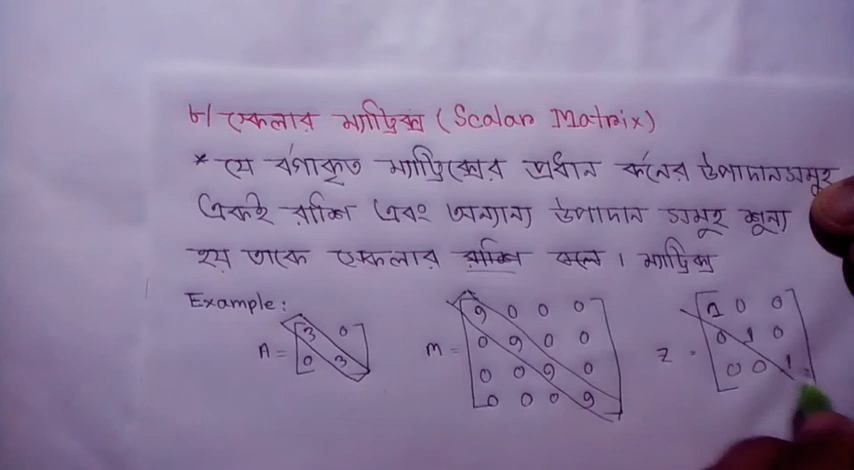 ৮। স্কেলার ম্যাট্রিক্স (Scalar Matrix)
* যে বর্গাকৃত ম্যাট্রিক্সের প্রধান কর্নের উপাদানসমূহ
একই রাশি এবং অন্যান্য উপাদান সমূহ শূন্য
হয় তাকে স্কেলার রাশি বলে । ম্যাট্রিক্স
Example:
A = [3 0
0 3]
M = [9 0 0 0
0 9 0 0
0 0 9 0
0 0 0 9]
Z = [1 0 0
0 1 0
0 0 1]